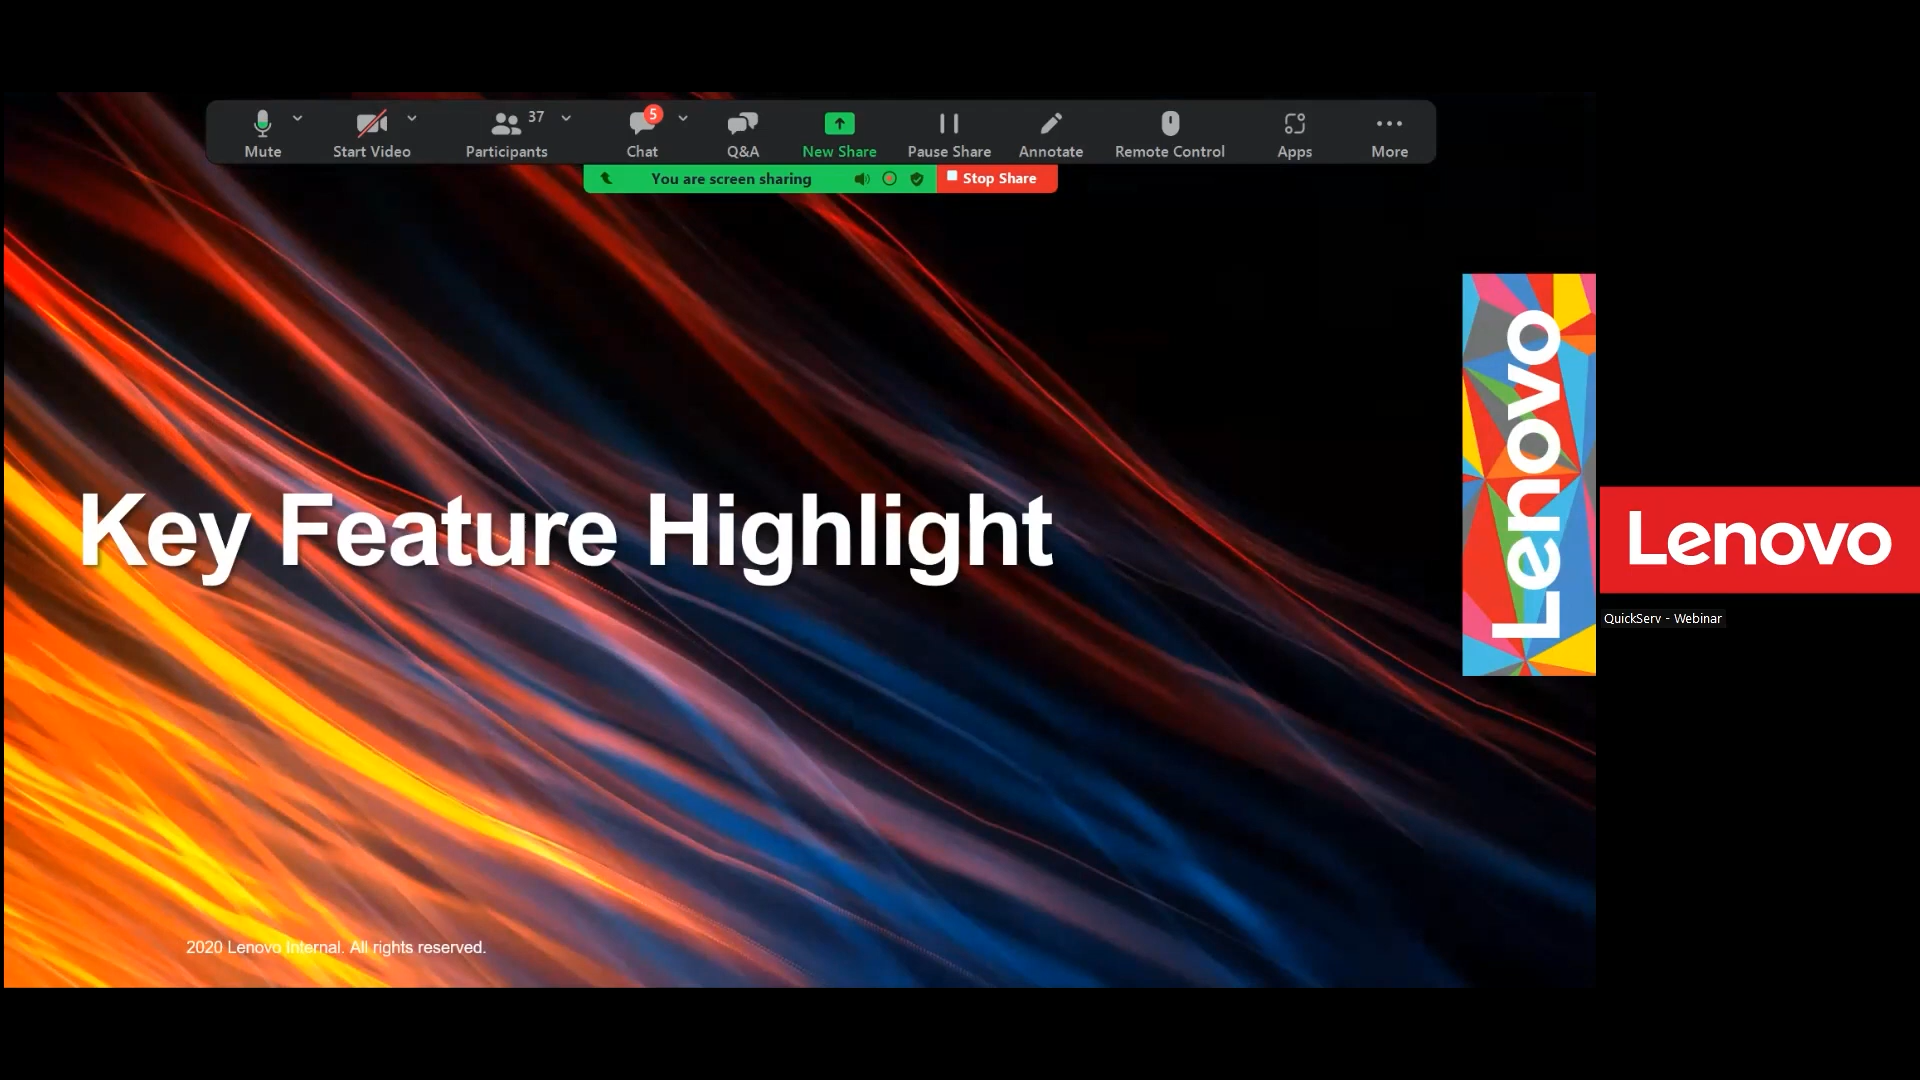 37
5
Mute
Start Video
Participants
Chat
Q&A
New Share
Pause Share
Annotate
Remote Control
Apps
More
You are screen sharing
Stop Share
Key Feature Highlight
Lenovo
Lenovo
QuickServ - Webinar
2020 Lenovo Internal. All rights reserved.